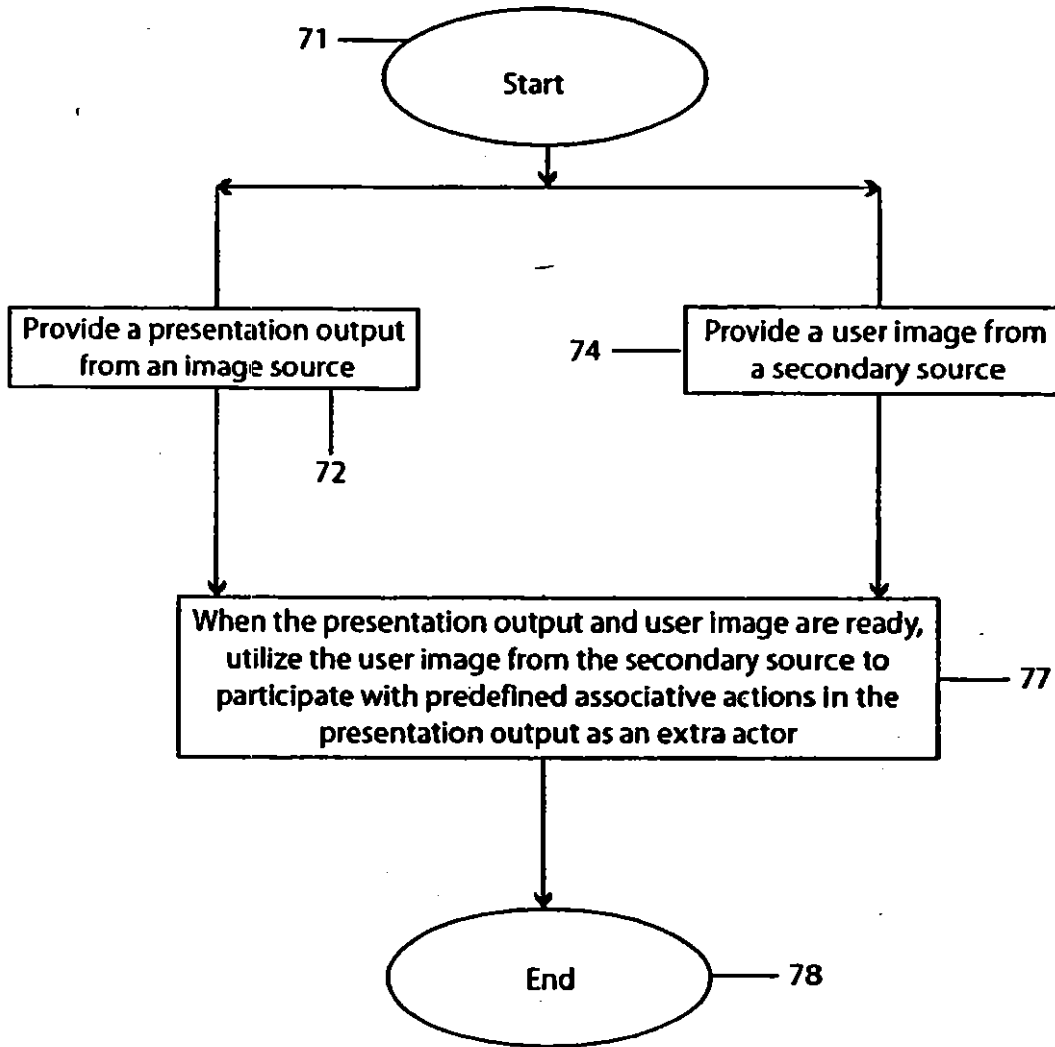 71
Start
Provide a presentation output
from an image source
72
74
Provide a user image from
a secondary source
When the presentation output and user image are ready,
utilize the user image from the secondary source to
participate with predefined associative actions in the
presentation output as an extra actor
77
End
78